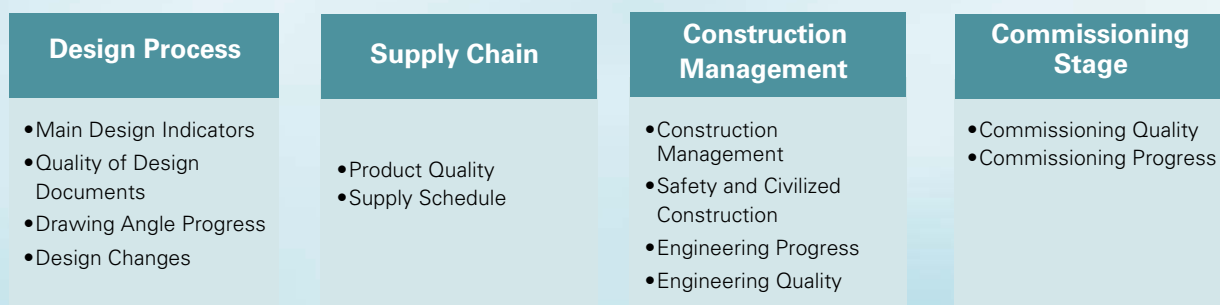 Design Process
•Main Design Indicators
•Quality of Design
Documents
•Drawing Angle Progress
•Design Changes
Supply Chain
•Product Quality
•Supply Schedule
Construction
Management
•Construction
Management
•Safety and Civilized
Construction
•Engineering Progress
•Engineering Quality
Commissioning
Stage
•Commissioning Quality
•Commissioning Progress